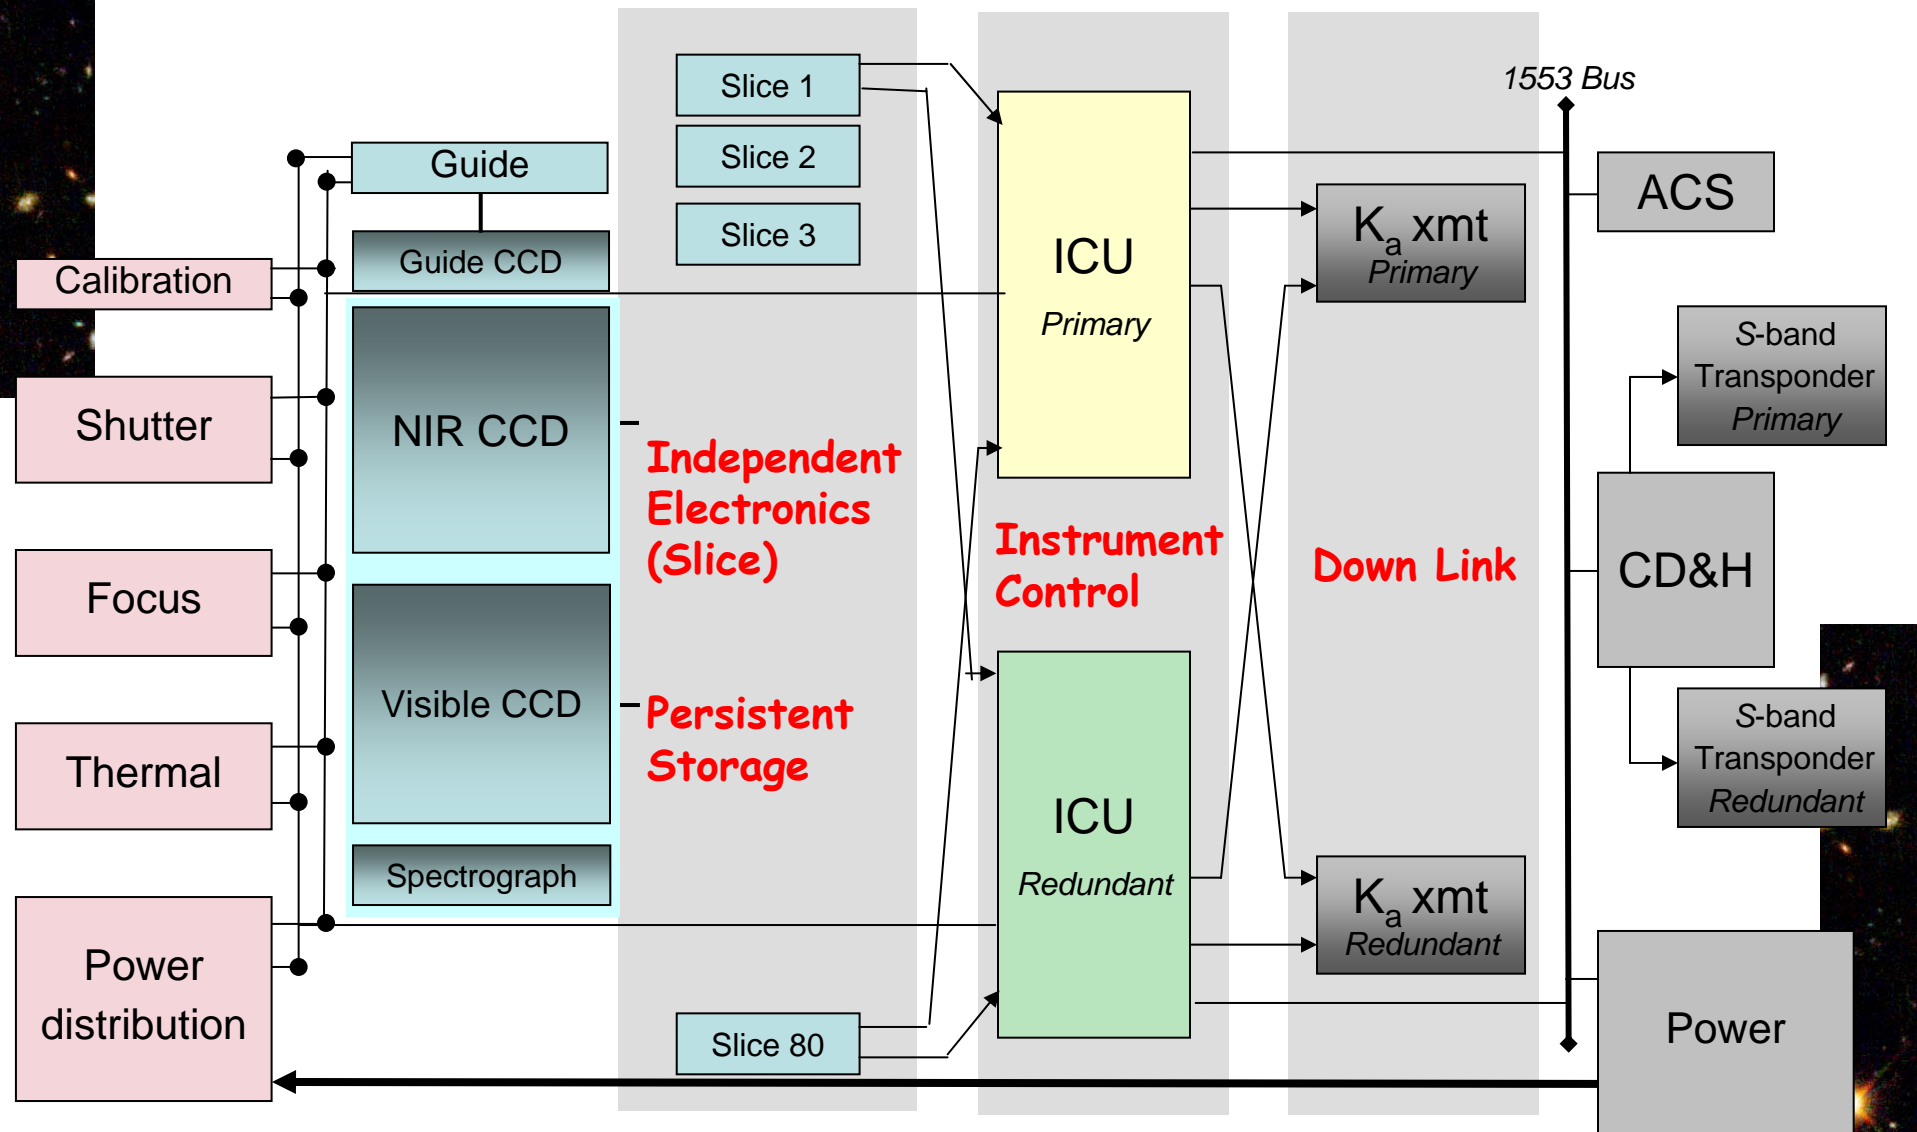 Slice 1
Slice 2
Slice 3
1553 Bus
Guide
Guide CCD
Calibration
Shutter
Focus
Thermal
Power
distribution
NIR CCD
Visible CCD
Spectrograph
Independent
Electronics
(Slice)
Persistent
Storage
Slice 80
ICU
Primary
Instrument
Control
ICU
Redundant
Ka xmt
Primary
Down Link
Ka xmt
Redundant
ACS
S-band
Transponder
Primary
CD&H
S-band
Transponder
Redundant
Power